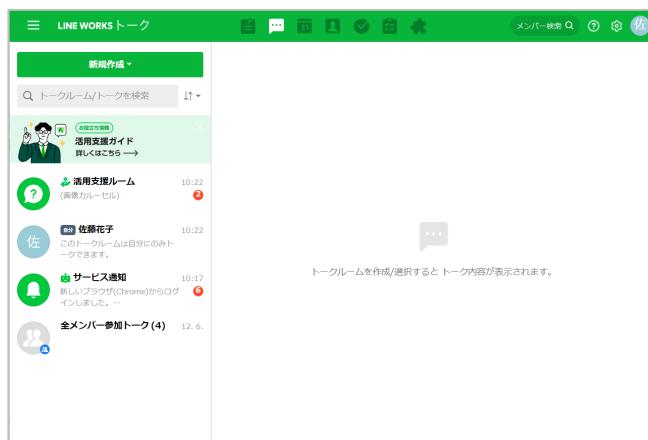 LINE WORKS トーク
31
メンバー検索
佐
新規作成
トークルーム/トークを検索
お役立ち情報
活用支援ガイド
詳しくはこちら
活用支援ルーム 10:22
(画像カルーセル) 2
佐
自分 佐藤花子 10:22
このトークルームは自分にのみト
ークできます。
サービス通知 10:17
新しいブラウザ(Chrome)からログ 6
インしました。…
全メンバー参加トーク (4) 12. 6.
トークルームを作成/選択すると トーク内容が表示されます。